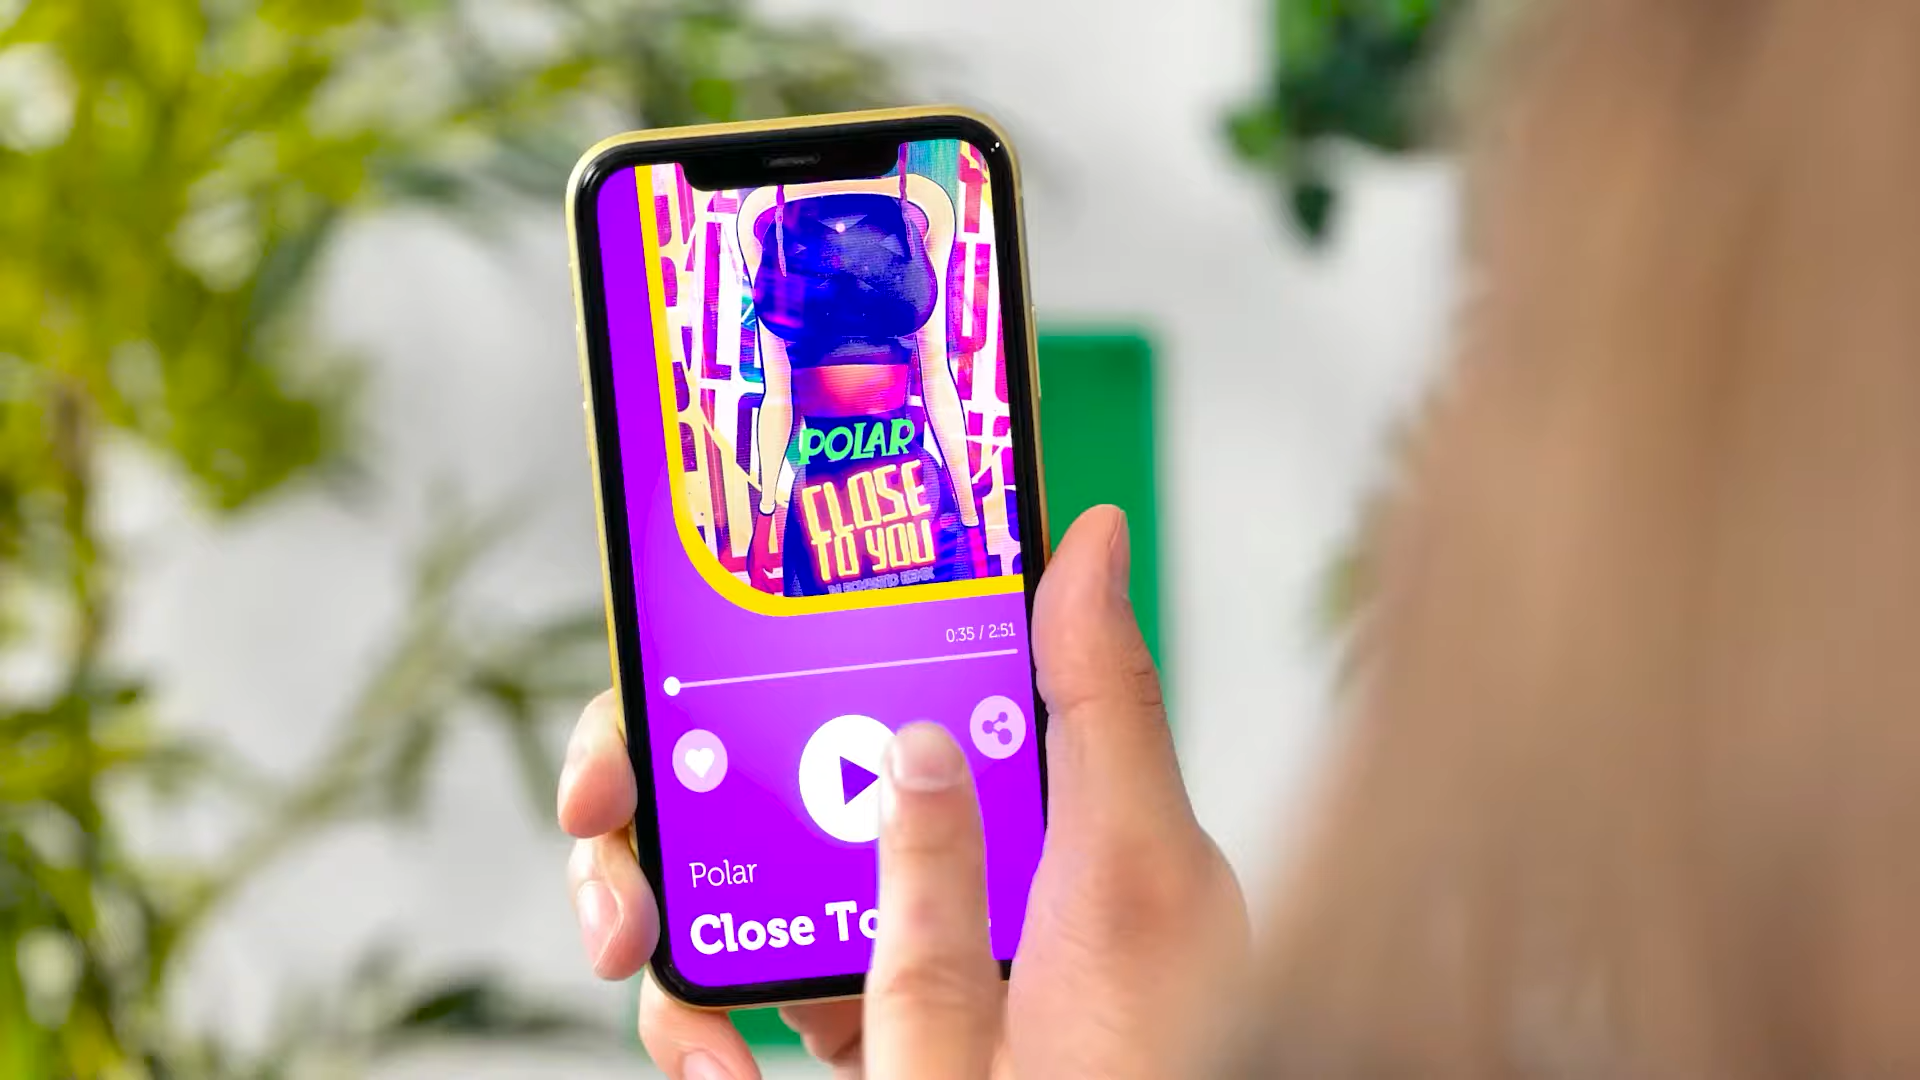 POLAR
CLOSE
TO YOU
0:35 / 2:51
Polar
Close To